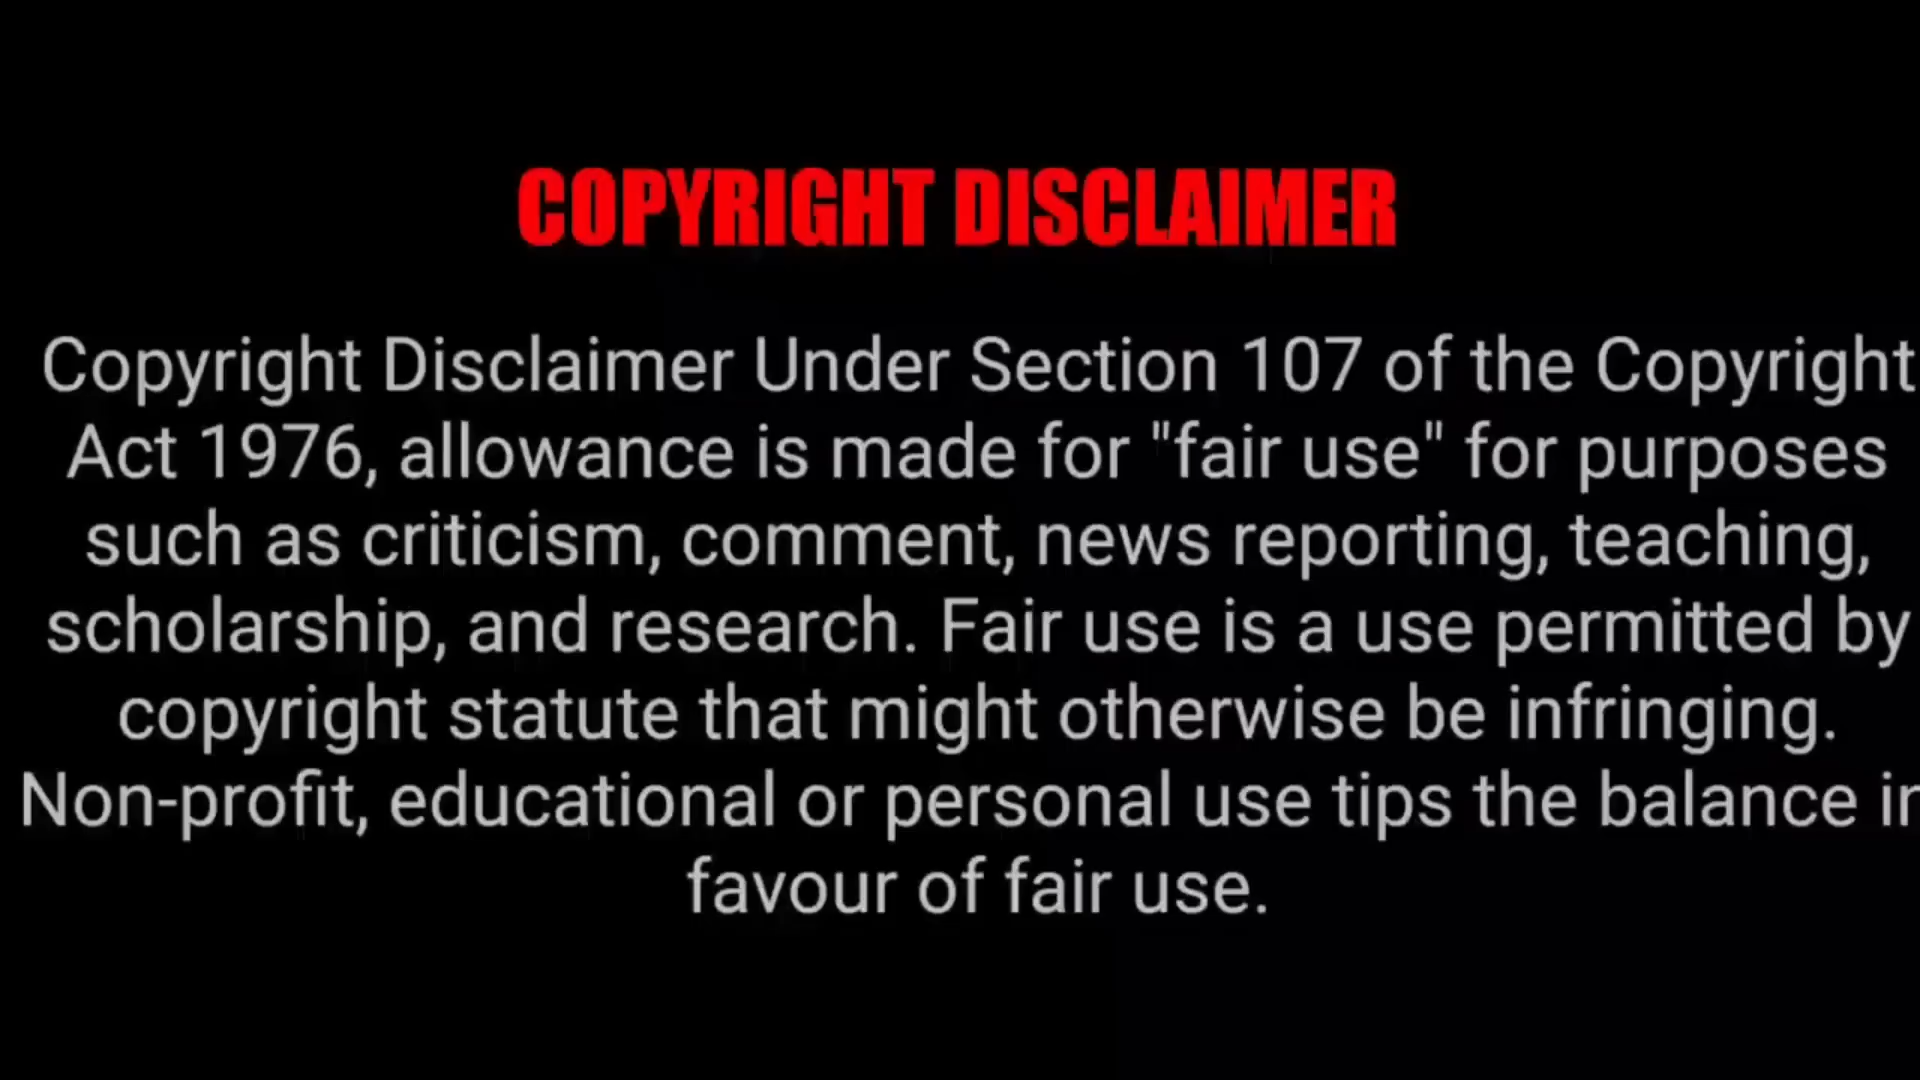 COPYRIGHT DISCLAIMER
Copyright Disclaimer Under Section 107 of the Copyright
Act 1976, allowance is made for "fair use" for purposes
such as criticism, comment, news reporting, teaching,
scholarship, and research. Fair use is a use permitted by
copyright statute that might otherwise be infringing.
Non-profit, educational or personal use tips the balance in
favour of fair use.